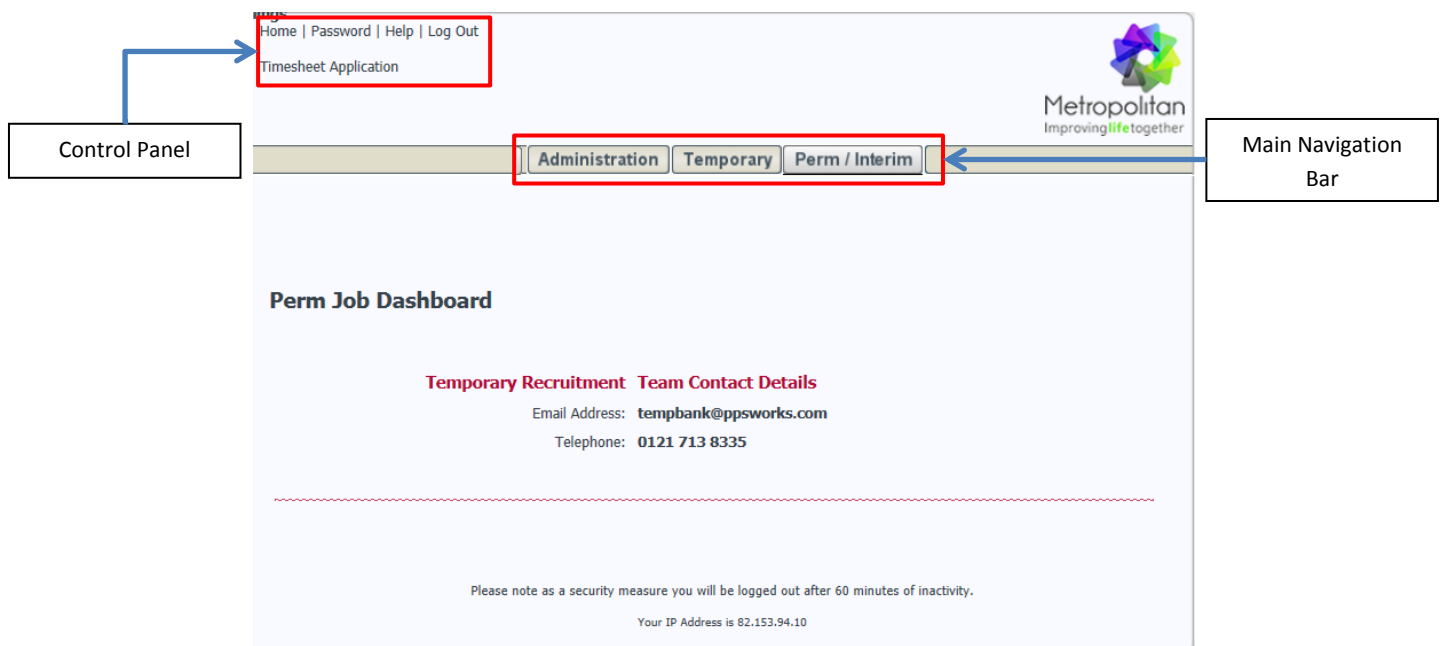 Home | Password | Help | Log Out
Timesheet Application
Metropolitan
Improvinglifetogether
Control Panel
Main Navigation
Bar
Administration Temporary Perm / Interim
Perm Job Dashboard
Temporary Recruitment Team Contact Details
Email Address: tempbank@ppsworks.com
Telephone: 0121 713 8335
Please note as a security measure you will be logged out after 60 minutes of inactivity.
Your IP Address is 82.153.94.10